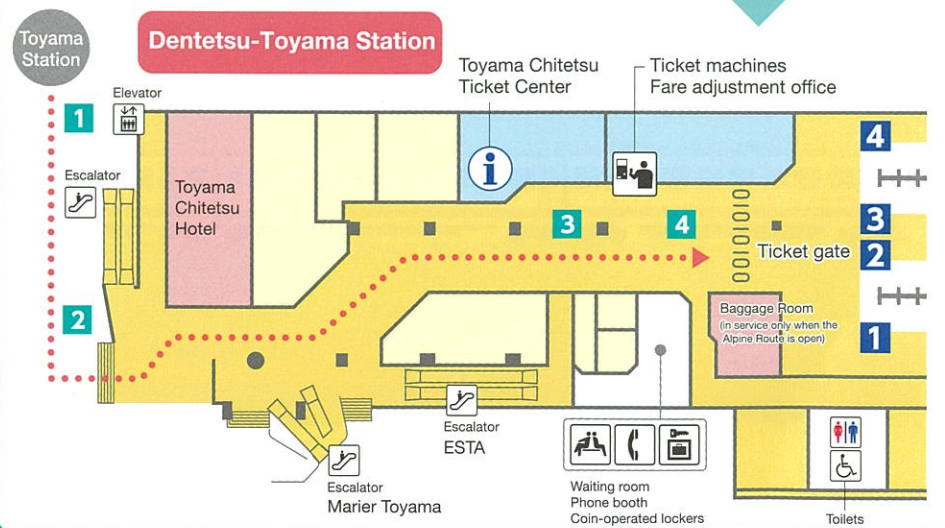 Toyama
Station
Dentetsu-Toyama Station
Toyama Chitetsu
Ticket Center
Ticket machines
Fare adjustment office
Elevator
1
Escalator
Toyama
Chitetsu
Hotel
i
3
4
4
3
2
1
Ticket gate
2
Baggage Room
(in service only when the
Alpine Route is open)
Escalator
ESTA
Escalator
Marier Toyama
Waiting room
Phone booth
Coin-operated lockers
Toilets